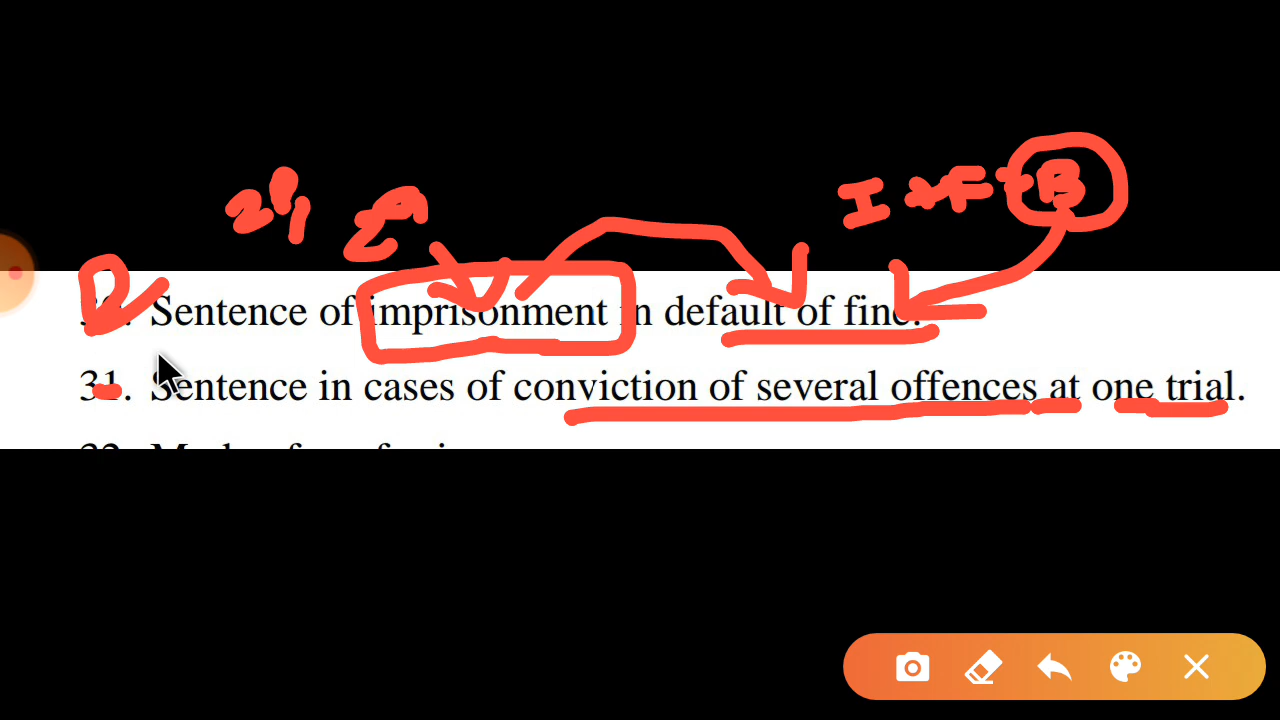 I + F + B
30. Sentence of imprisonment in default of fine.
31. Sentence in cases of conviction of several offences at one trial.